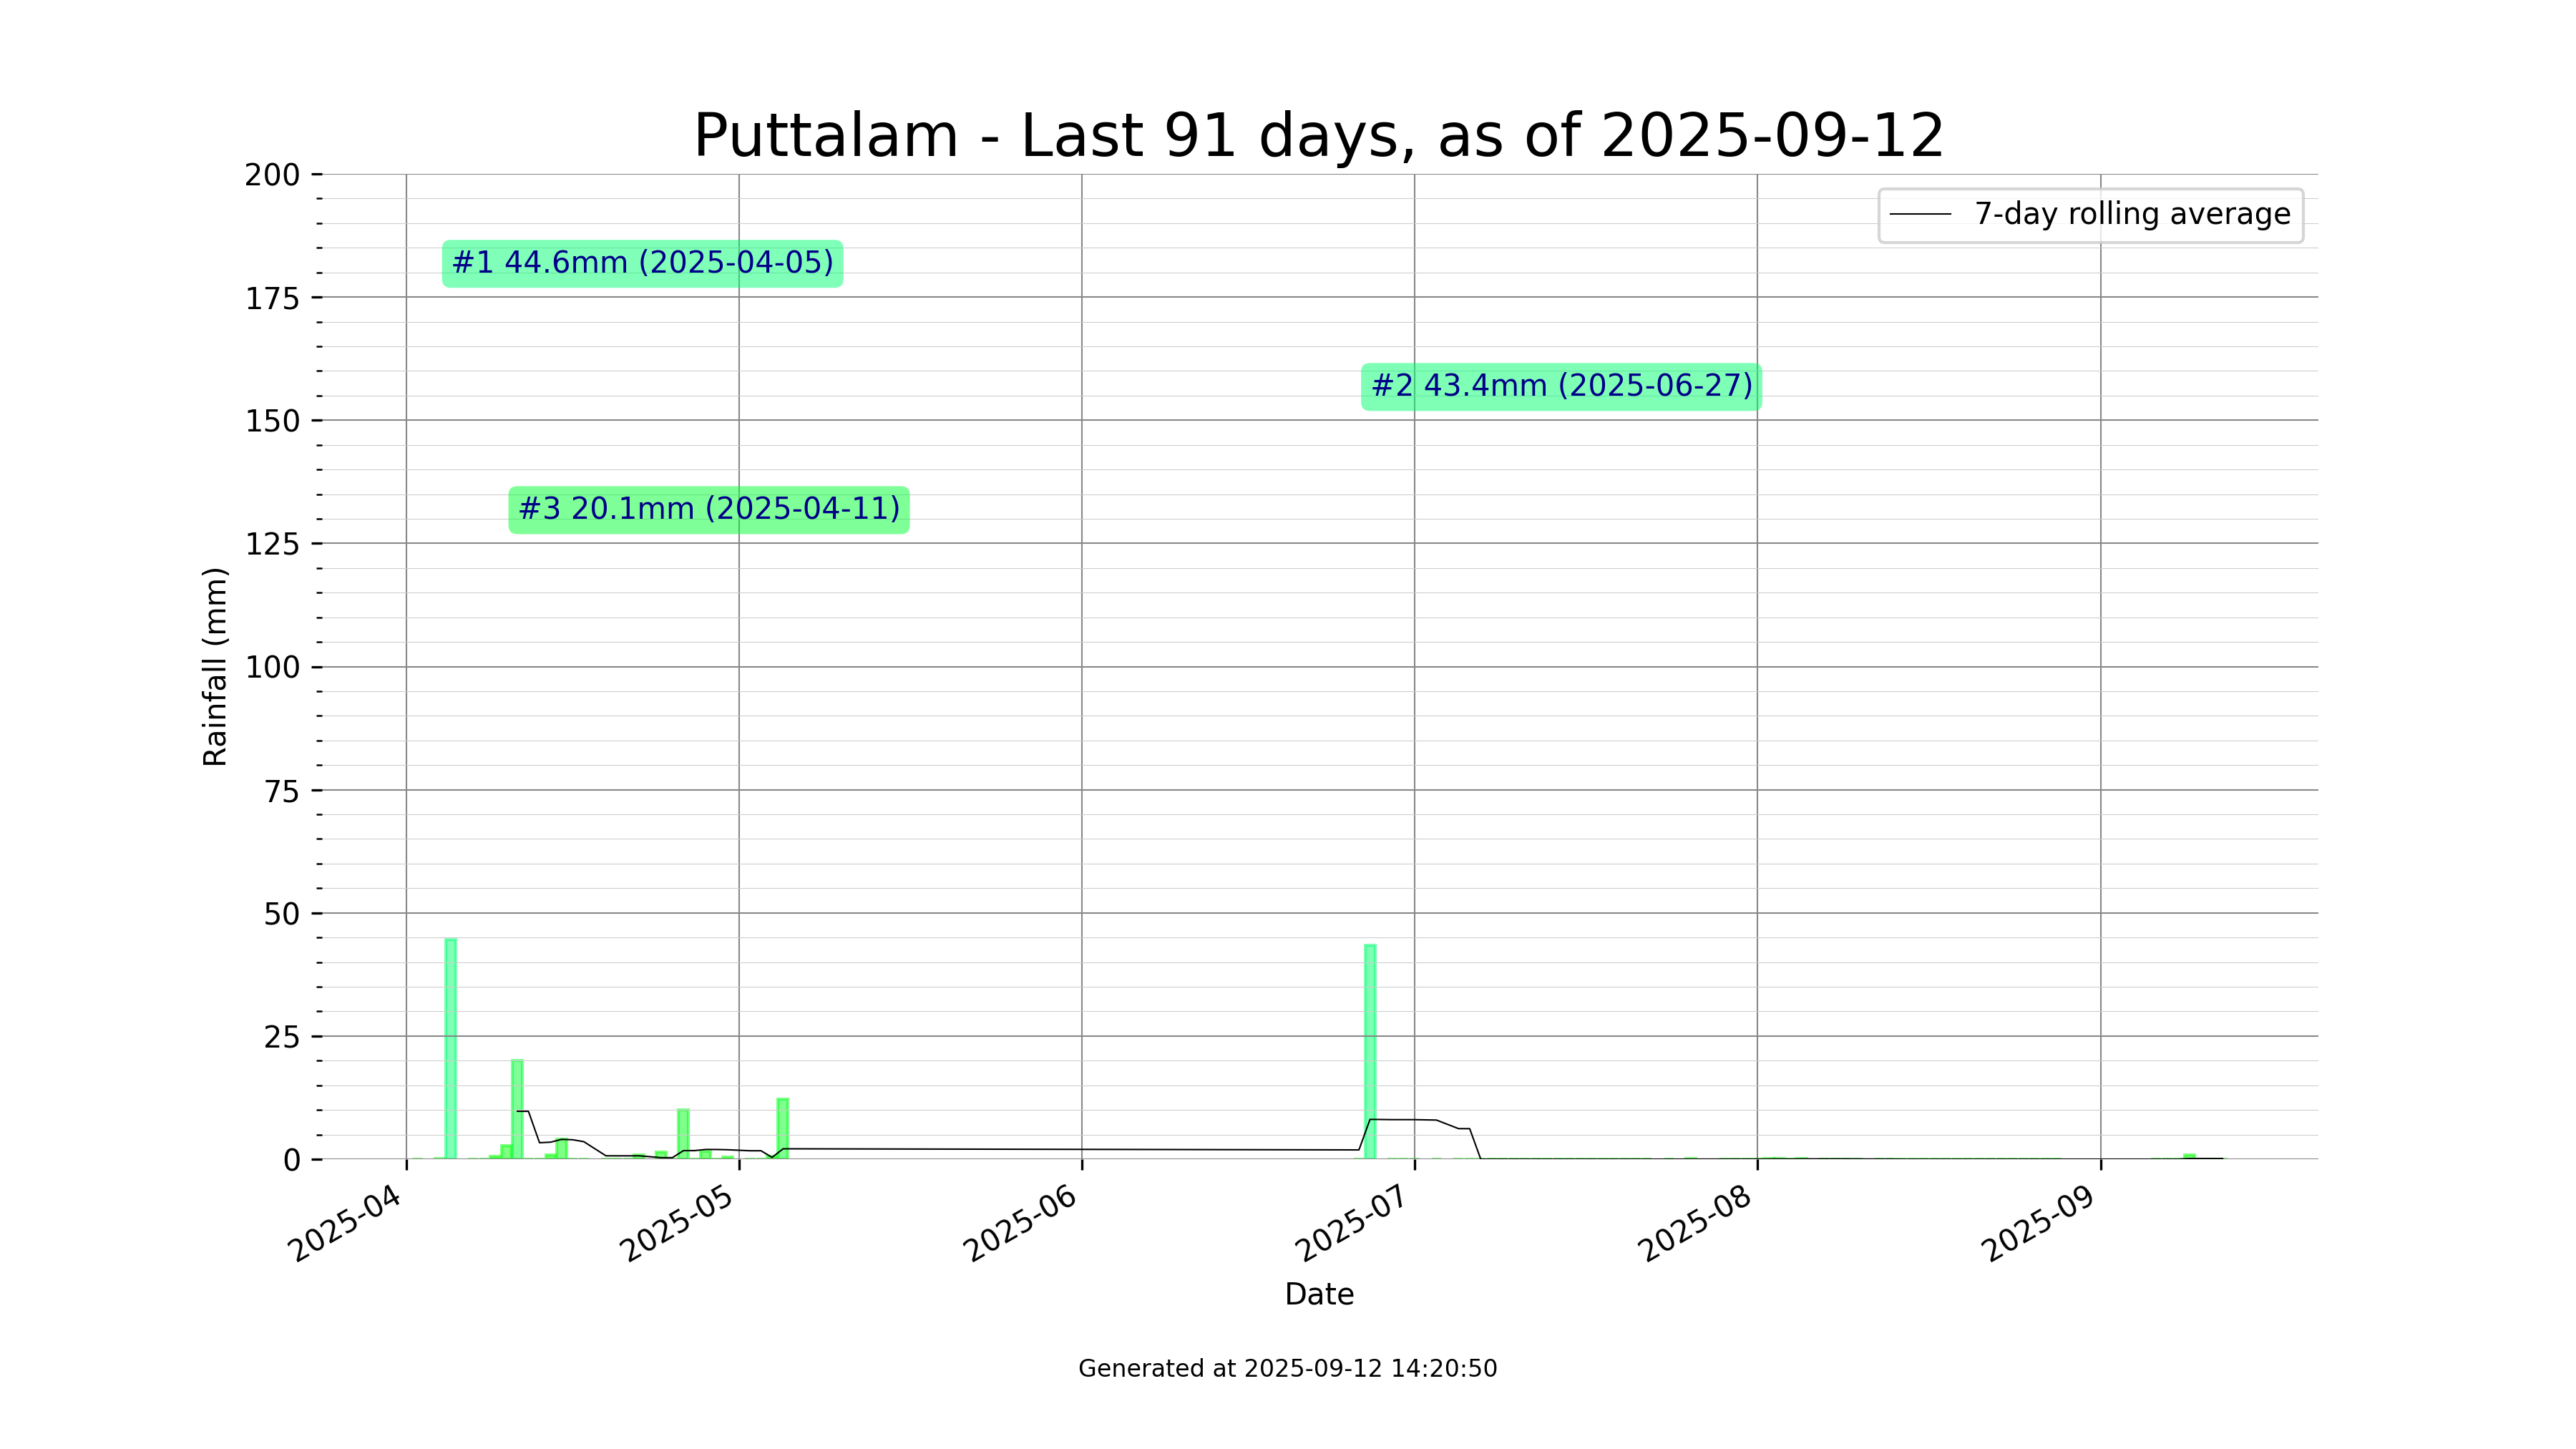 Puttalam - Last 91 days, as of 2025-09-12
7-day rolling average
#1 44.6mm (2025-04-05)
#2 43.4mm (2025-06-27)
#3 20.1mm (2025-04-11)
Rainfall (mm)
200
175
150
125
100
75
50
25
0
2025-04
2025-05
2025-06
2025-07
2025-08
2025-09
Date
Generated at 2025-09-12 14:20:50